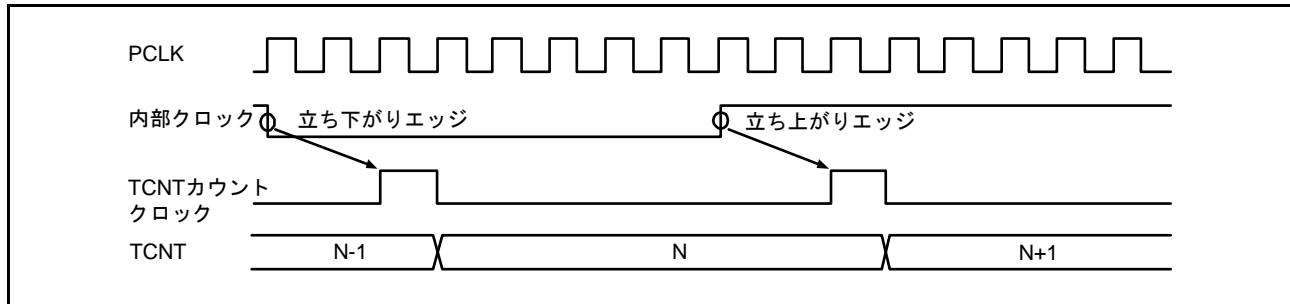 PCLK
内部クロック
立ち下がりエッジ
立ち上がりエッジ
TCNTカウント
クロック
TCNT
N-1
N
N+1